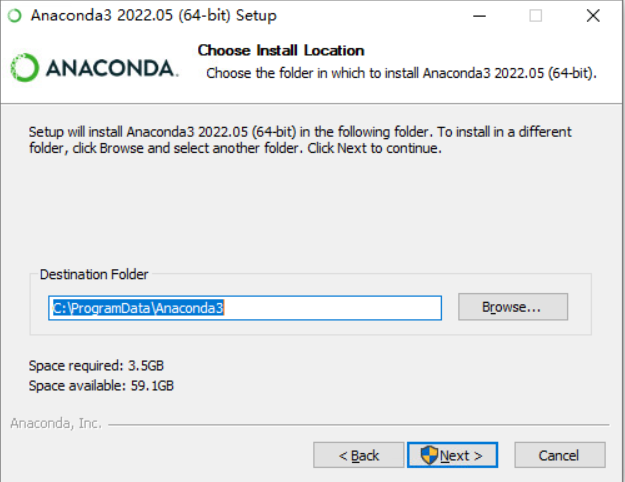 Anaconda3 2022.05 (64-bit) Setup
ANACONDA.
Choose Install Location
Choose the folder in which to install Anaconda3 2022.05 (64-bit).
Setup will install Anaconda3 2022.05 (64-bit) in the following folder. To install in a different
folder, click Browse and select another folder. Click Next to continue.
Destination Folder
C:\ProgramData\Anaconda3
Browse...
Space required: 3.5GB
Space available: 59.1GB
Anaconda, Inc.
< Back
Next >
Cancel